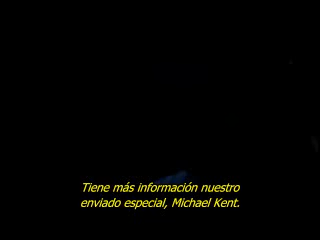 Tiene más información nuestro
enviado especial, Michael Kent.